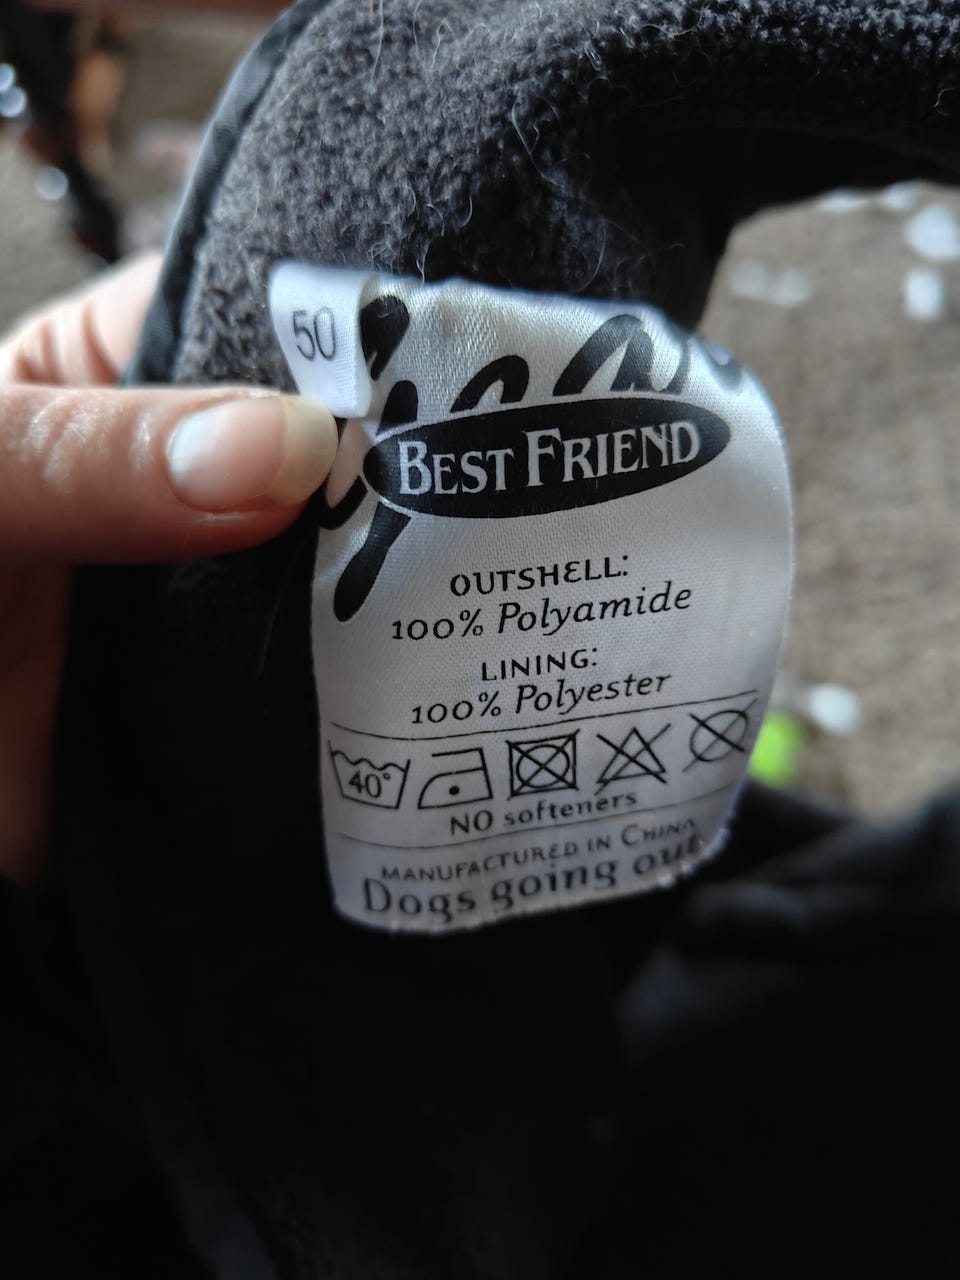 50
BEST FRIEND
OUTSHELL:
100% Polyamide
LINING:
100% Polyester
40°
NO softeners
MANUFACTURED IN CHINA
Dogs going out